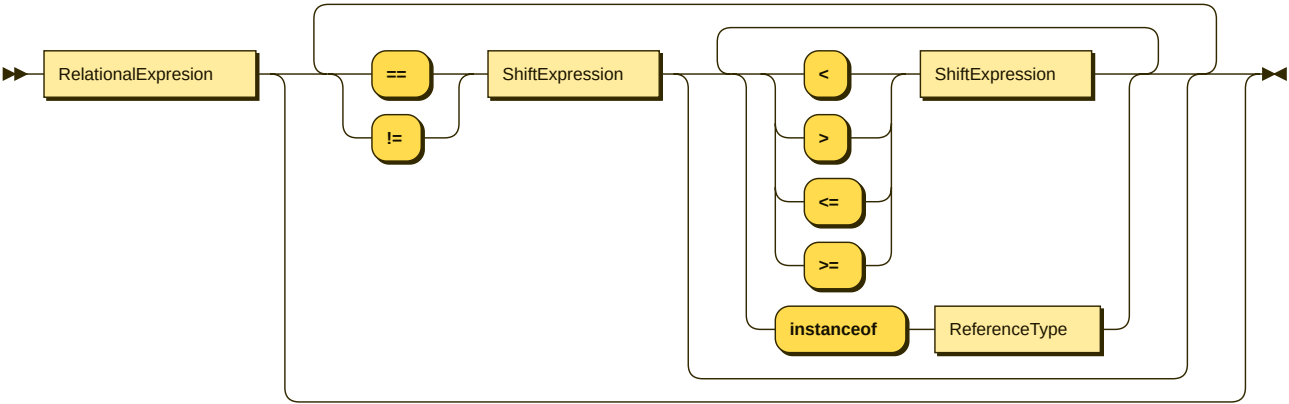 RelationalExpresion
==
ShiftExpression
<
ShiftExpression
!=
>
<=
>=
instanceof
ReferenceType